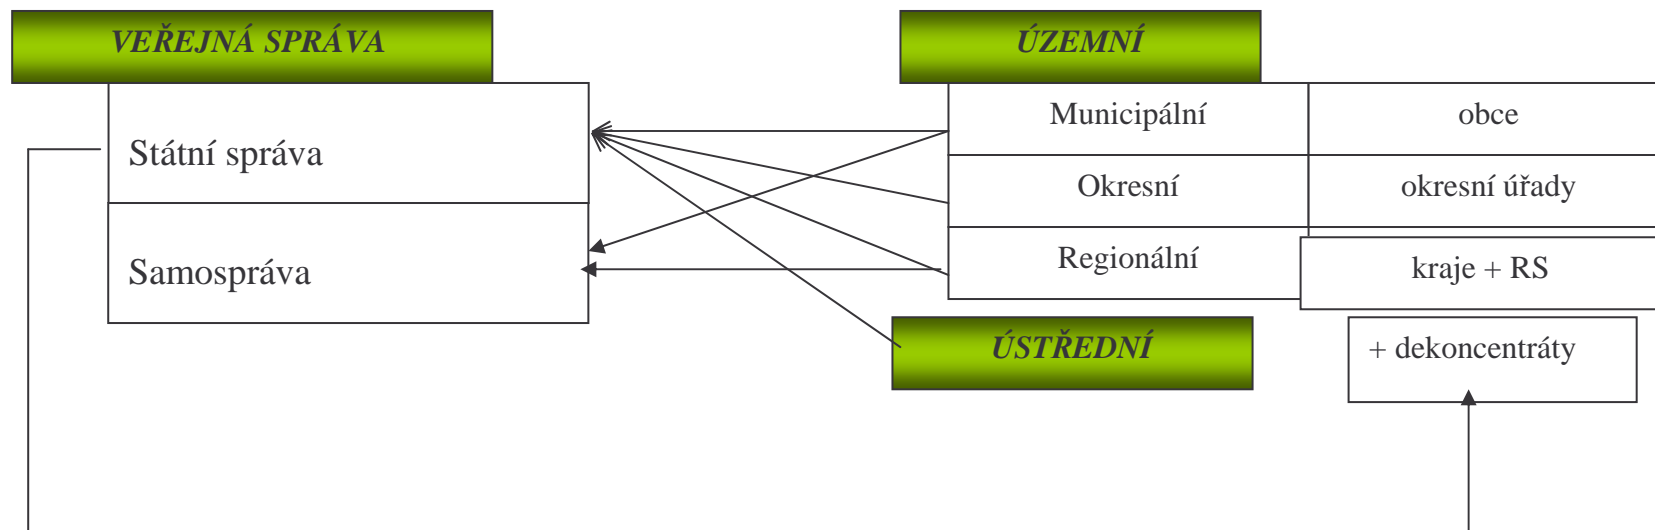 VEŘEJNÁ SPRÁVA
ÚZEMNÍ
Státní správa
Samospráva
Municipální
obce
Okresní
okresní úřady
Regionální
kraje + RS
ÚSTŘEDNÍ
+ dekoncentráty